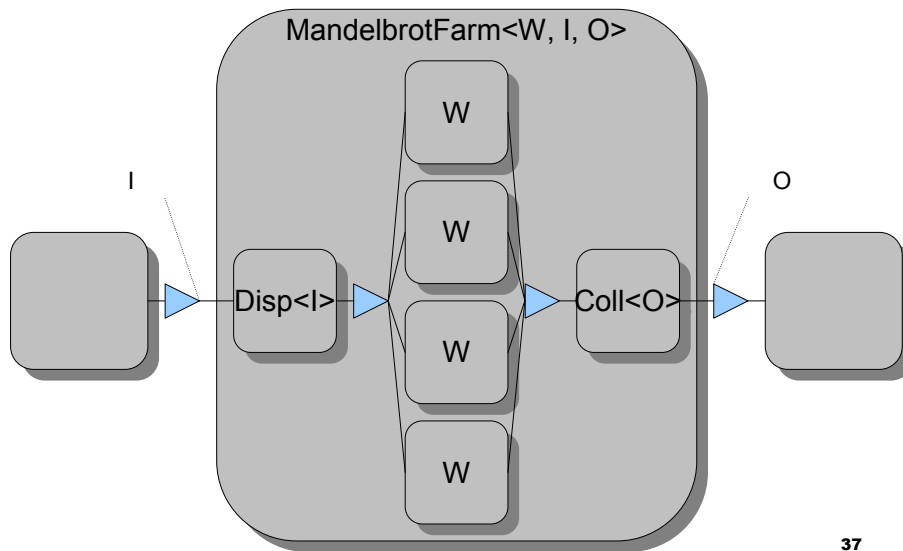 MandelbrotFarm<W, I, O>
W
I
O
W
Disp<I>
Coll<O>
W
W
37